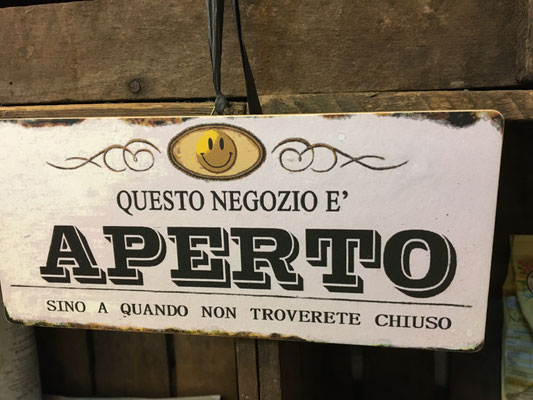 QUESTO NEGOZIO E'
APERTO
SINO A QUANDO NON TROVERETE CHIUSO